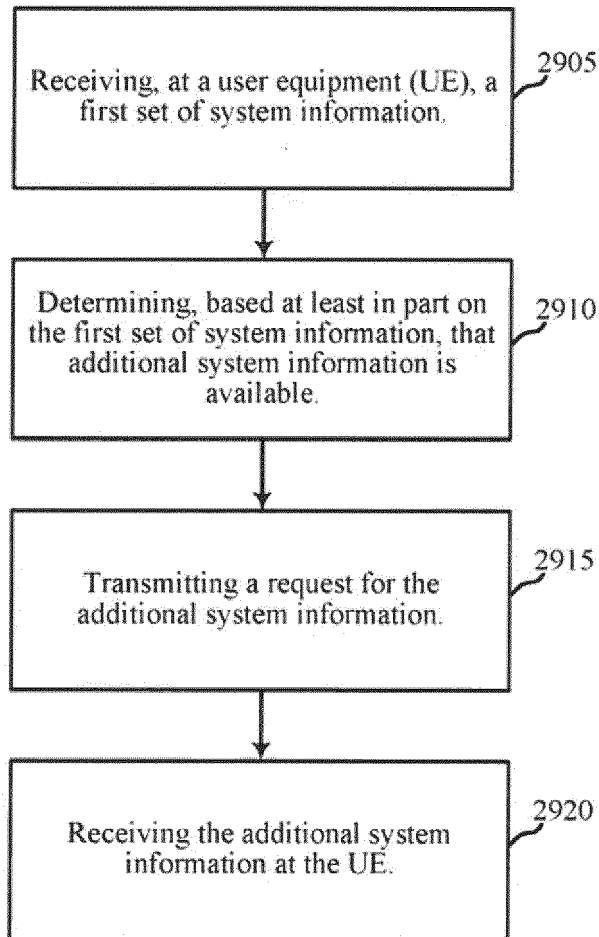 Receiving, at a user equipment (UE), a
first set of system information.
2905
Determining, based at least in part on
the first set of system information, that
additional system information is
available.
2910
Transmitting a request for the
additional system information.
2915
Receiving the additional system
information at the UE.
2920